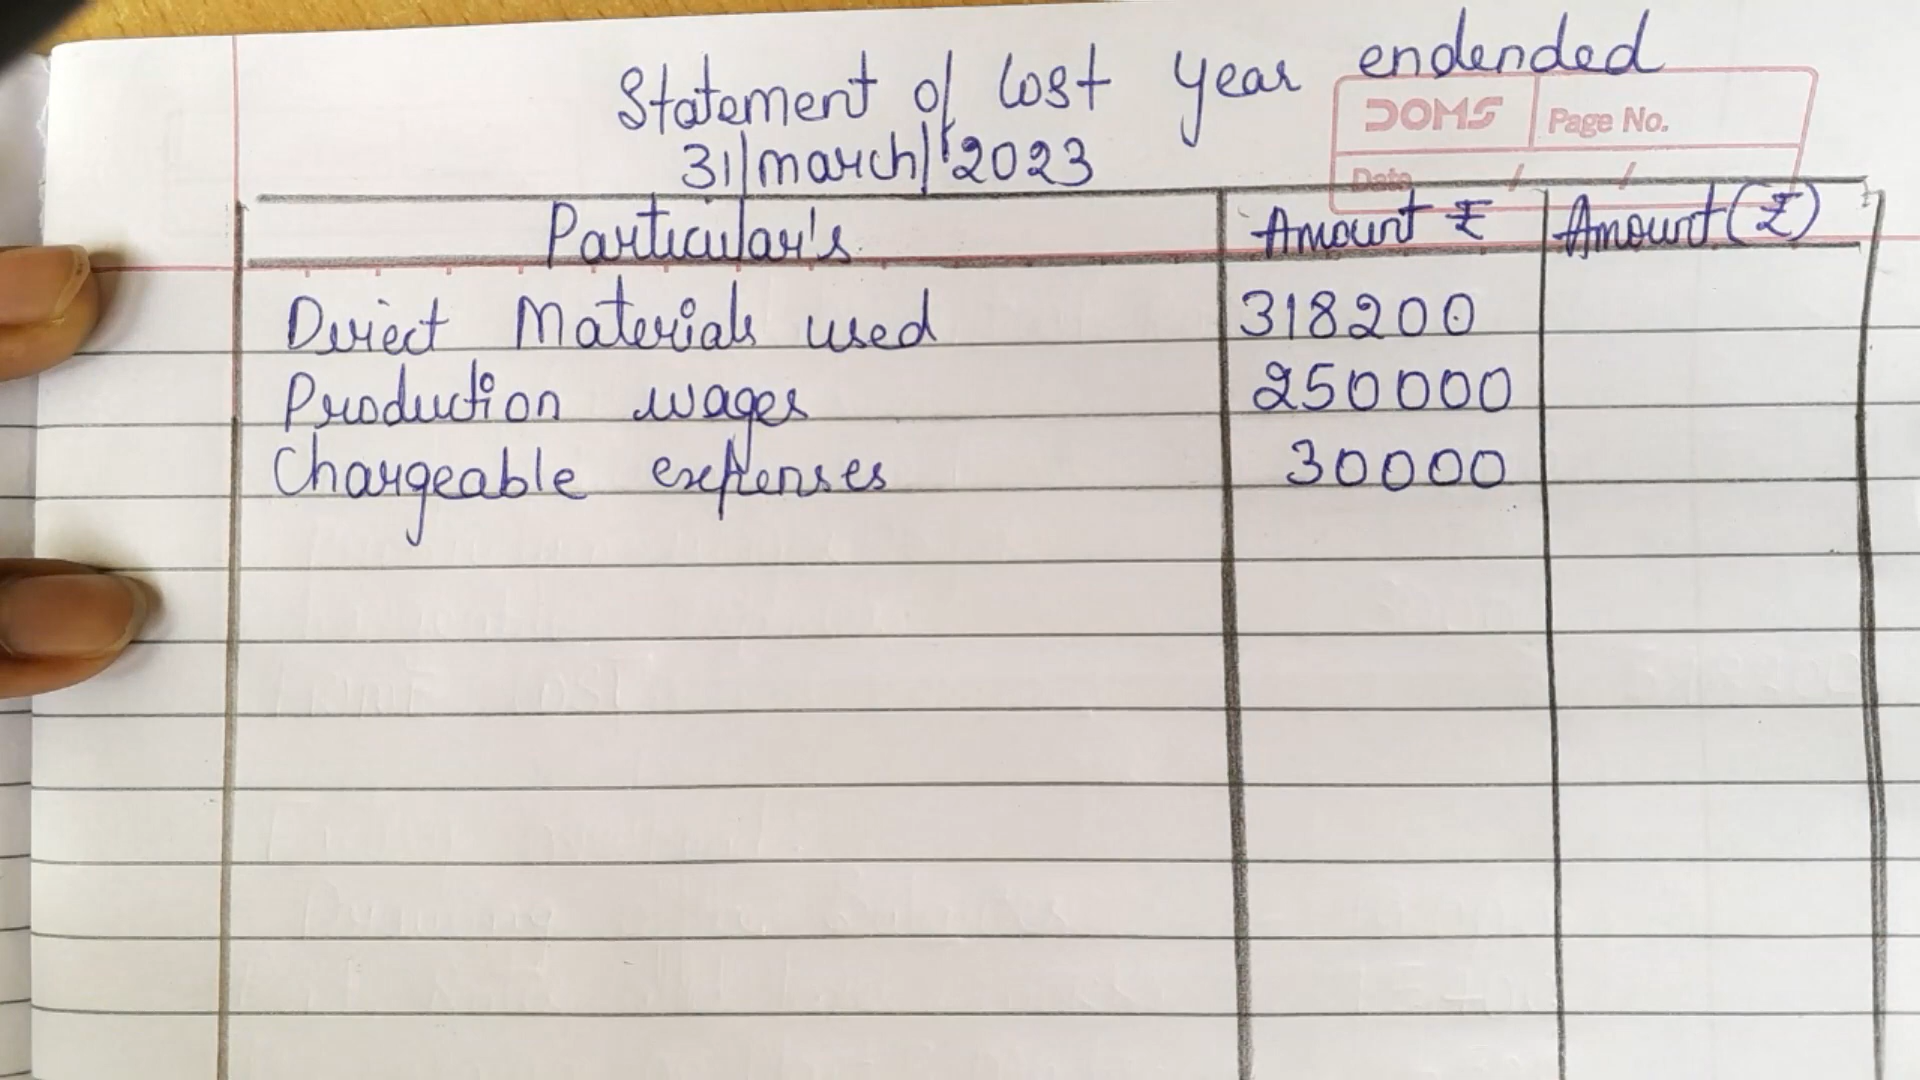 Statement of Cost Year endended
31/march/2023
DOMS Page No.
Date / /
Particular's Amount ₹ Amount (₹)
Direct Materials used 318200
Production wages 250000
Chargeable expenses 30000